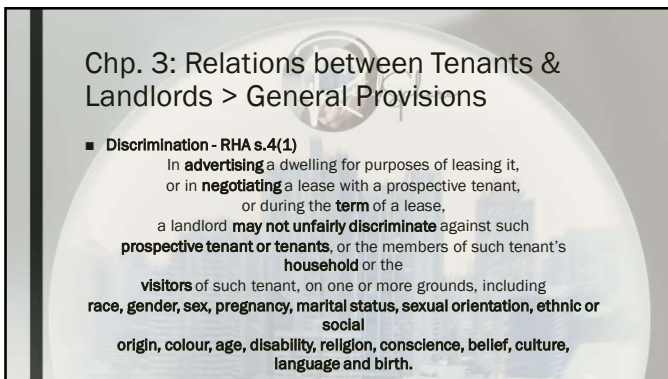 Chp. 3: Relations between Tenants &
Landlords > General Provisions
■ Discrimination - RHA s.4(1)
In advertising a dwelling for purposes of leasing it,
or in negotiating a lease with a prospective tenant,
or during the term of a lease,
a landlord may not unfairly discriminate against such
prospective tenant or tenants, or the members of such tenant's
household or the
visitors of such tenant, on one or more grounds, including
race, gender, sex, pregnancy, marital status, sexual orientation, ethnic or
social
origin, colour, age, disability, religion, conscience, belief, culture,
language and birth.